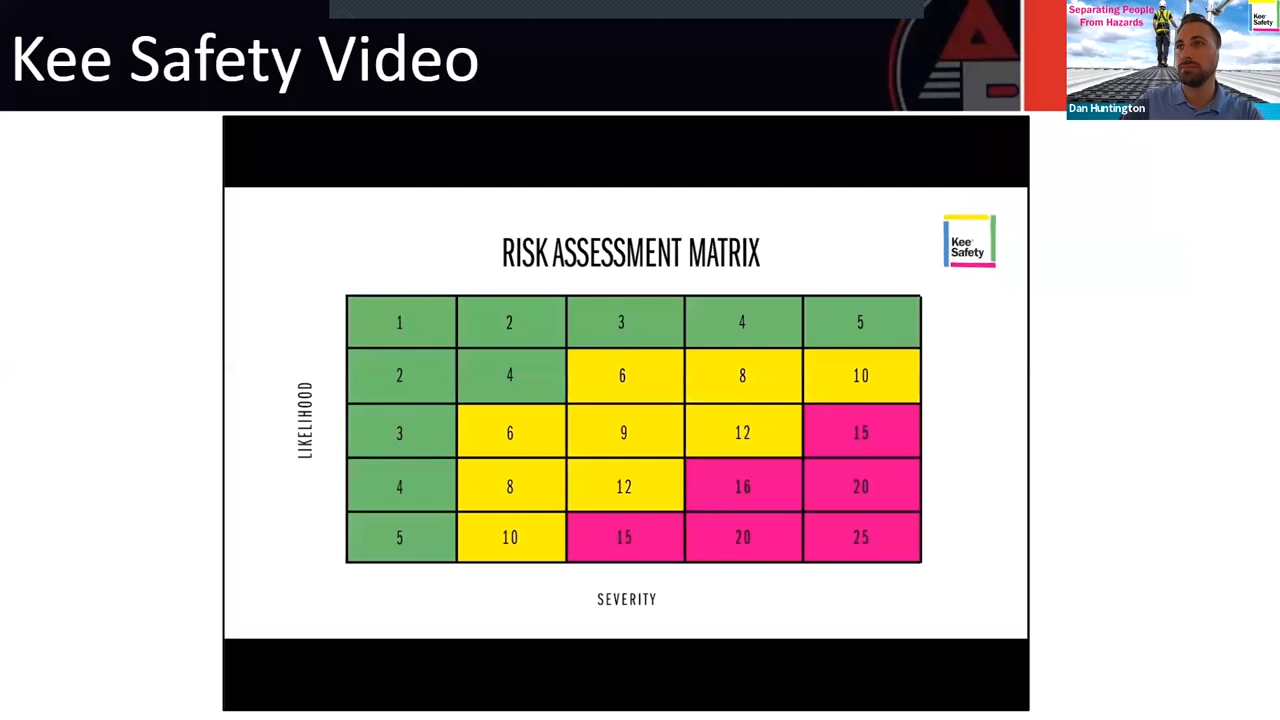 Kee Safety Video
Separating People
From Hazards
Kee
Safety
Dan Huntington
RISK ASSESSMENT MATRIX
Kee
Safety
1 2 3 4 5
2 4 6 8 10
3 6 9 12 15
4 8 12 16 20
5 10 15 20 25
LIKELIHOOD
SEVERITY